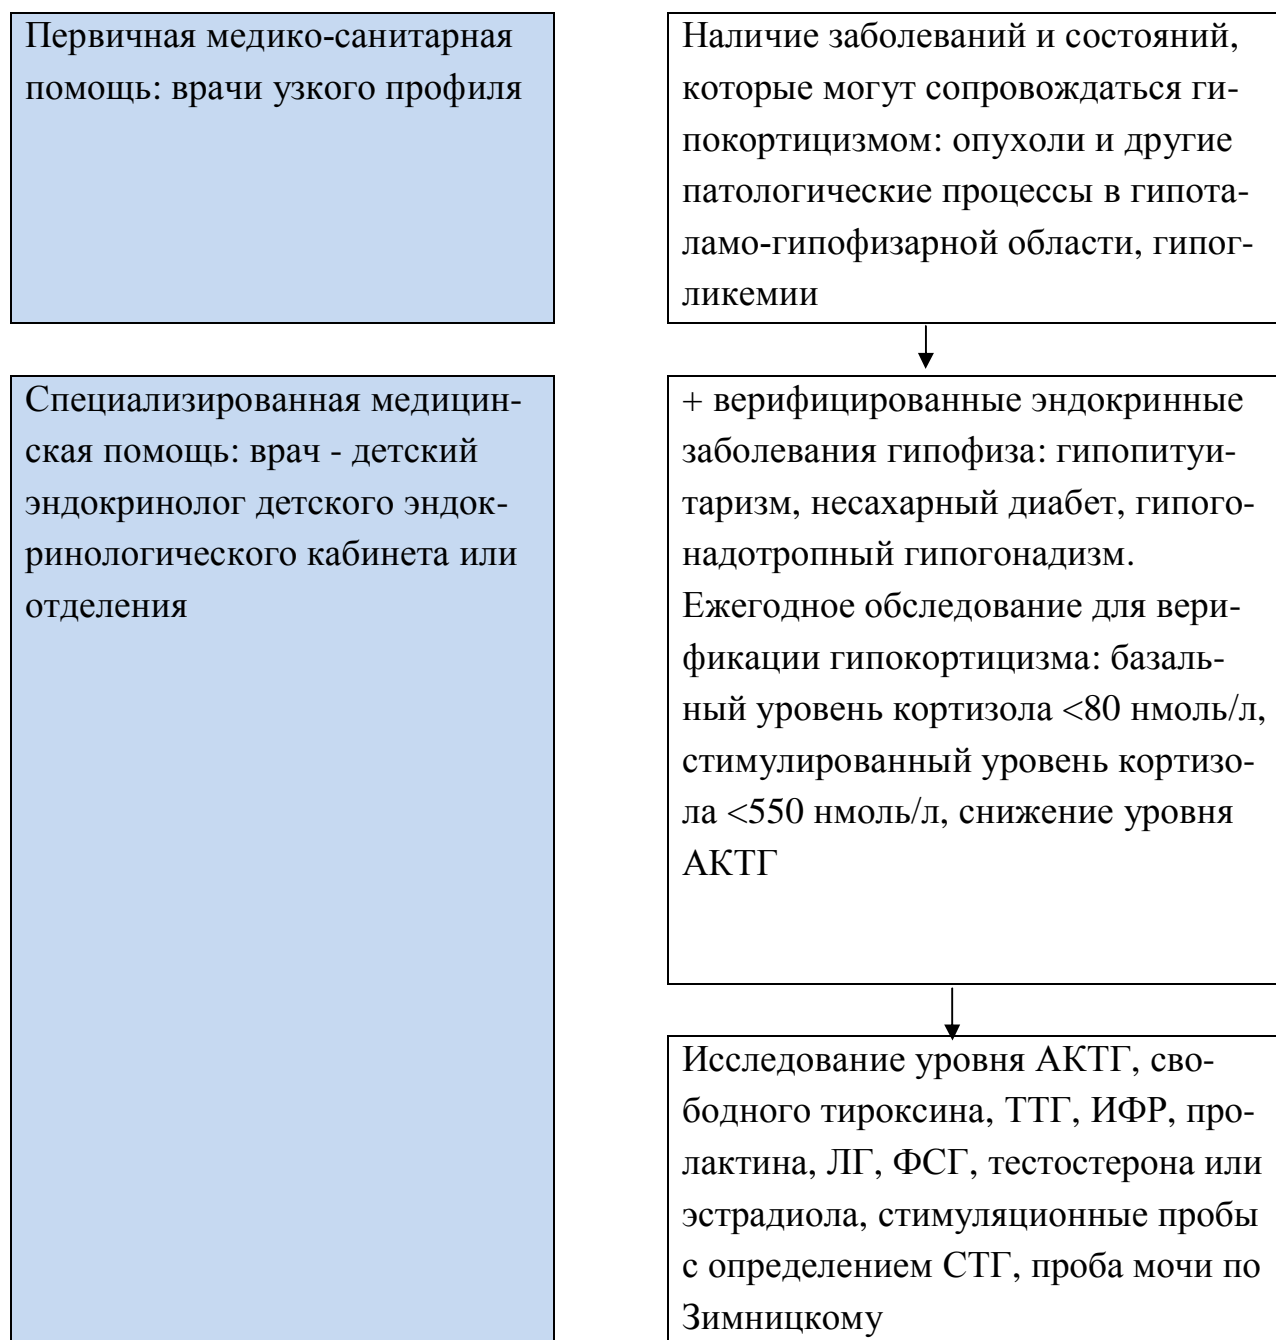 Первичная медико-санитарная
помощь: врачи узкого профиля
Наличие заболеваний и состояний,
которые могут сопровождаться ги-
покортицизмом: опухоли и другие
патологические процессы в гипота-
ламо-гипофизарной области, гипог-
ликемии
Специализированная медицин-
ская помощь: врач - детский
эндокринолог детского эндок-
ринологического кабинета или
отделения
+ верифицированные эндокринные
заболевания гипофиза: гипопитуи-
таризм, несахарный диабет, гипого-
надотропный гипогонадизм.
Ежегодное обследование для вери-
фикации гипокортицизма: базаль-
ный уровень кортизола <80 нмоль/л,
стимулированный уровень кортизо-
ла <550 нмоль/л, снижение уровня
АКТГ
Исследование уровня АКТГ, сво-
бодного тироксина, ТТГ, ИФР, про-
лактина, ЛГ, ФСГ, тестостерона или
эстрадиола, стимуляционные пробы
с определением СТГ, проба мочи по
Зимницкому